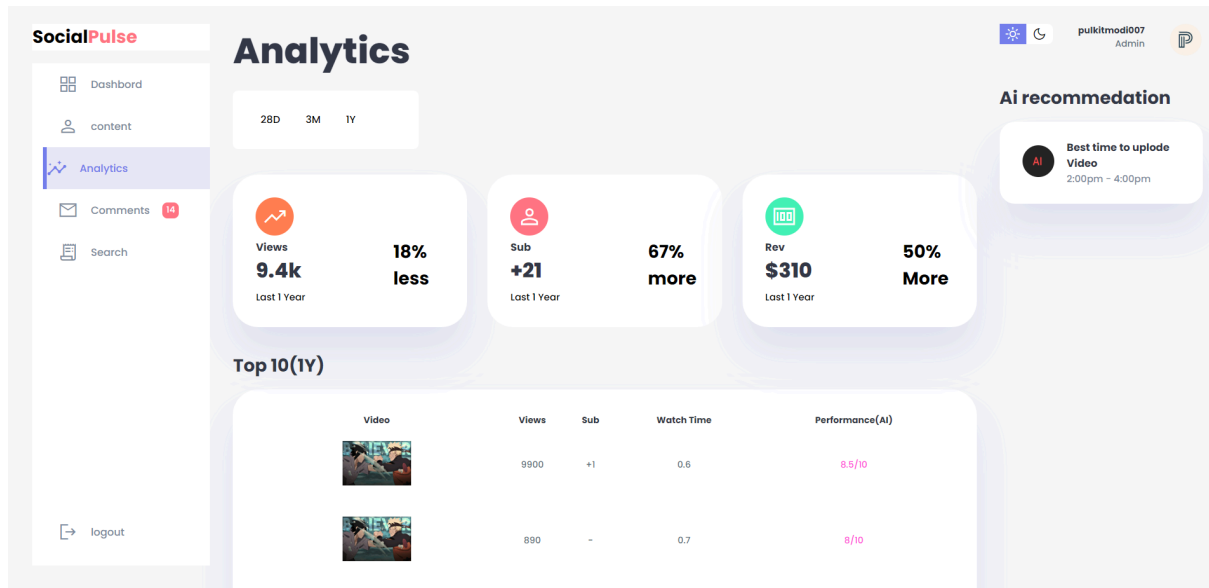 SocialPulse
Dashbord
content
Analytics
Comments 14
Search
logout
Analytics
28D 3M 1Y
Views
9.4k
Last 1 Year
18%
less
Sub
+21
Last 1 Year
67%
more
Rev
$310
Last 1 Year
50%
More
Top 10(1Y)
Video Views Sub Watch Time Performance(AI)
9900 +1 0.6 8.5/10
890 - 0.7 8/10
pulkitmodi007
Admin
Ai recommedation
AI
Best time to uplode
Video
2:00pm - 4:00pm